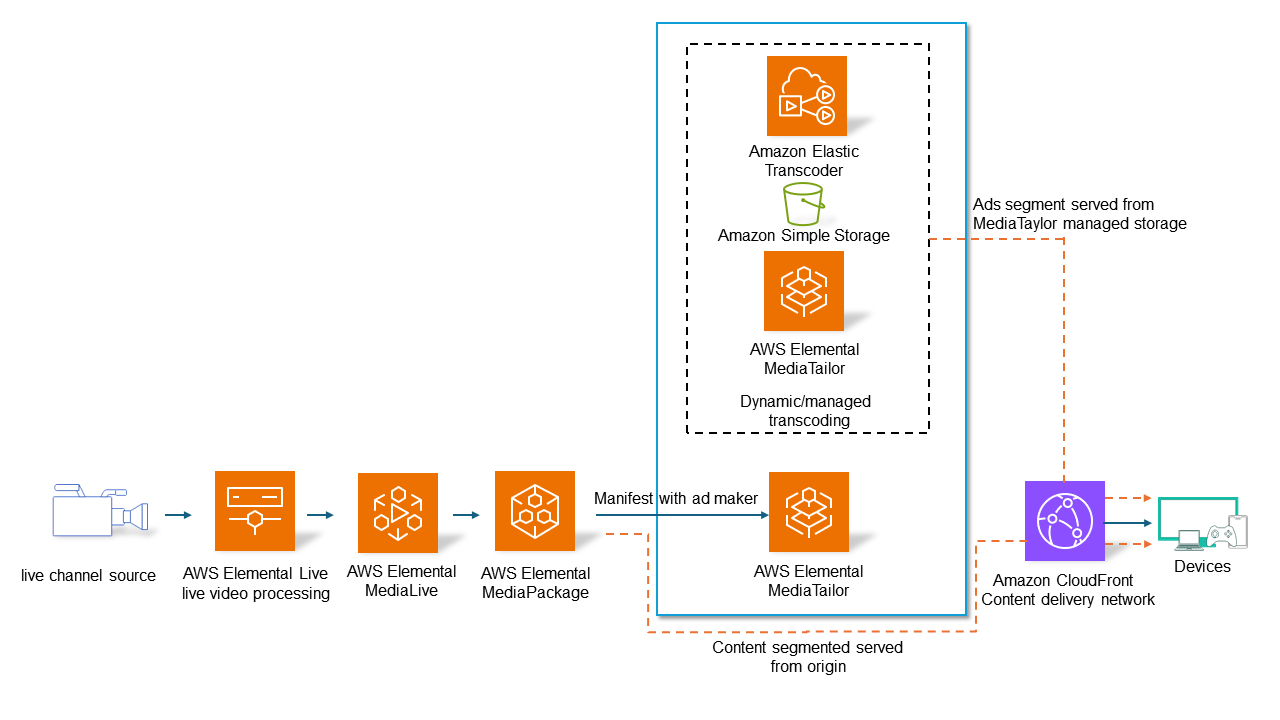 Amazon Elastic
Transcoder
Amazon Simple Storage
AWS Elemental
MediaTailor
Dynamic/managed
transcoding
Ads segment served from
MediaTaylor managed storage
Manifest with ad maker
live channel source
AWS Elemental Live
live video processing
AWS Elemental
MediaLive
AWS Elemental
MediaPackage
AWS Elemental
MediaTailor
Amazon CloudFront
Content delivery network
Devices
Content segmented served
from origin